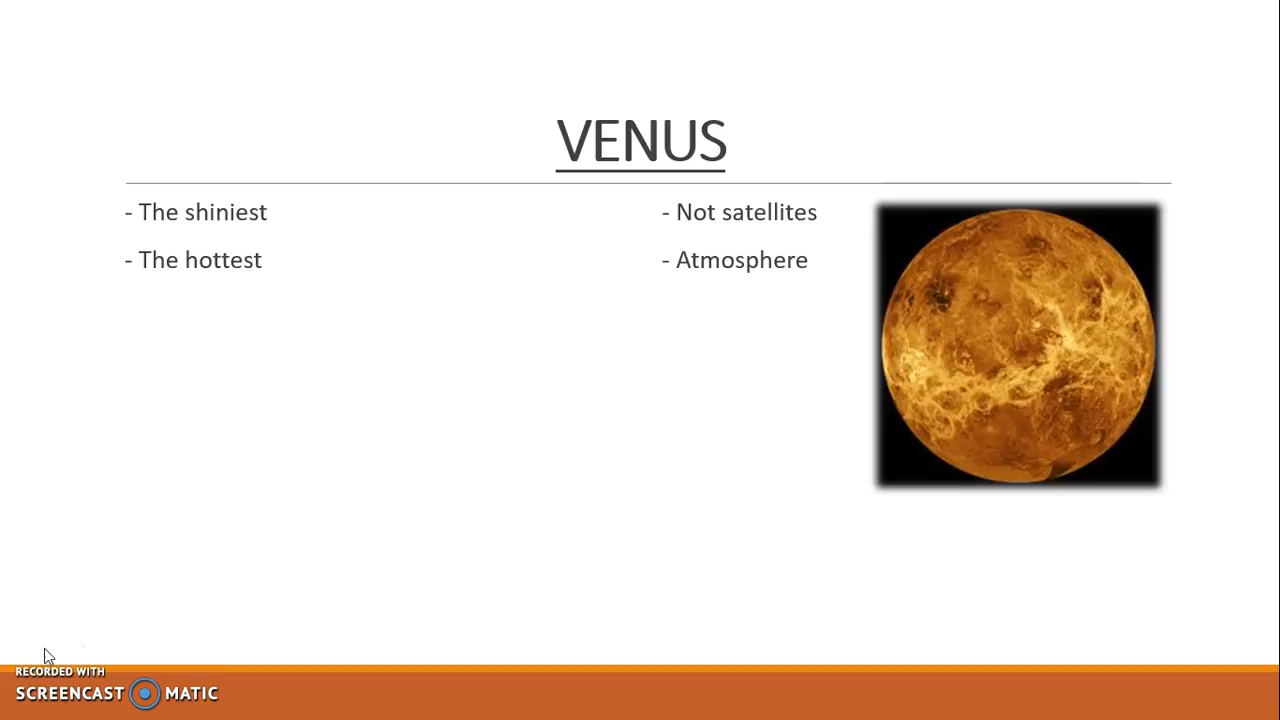 VENUS
- The shiniest
- The hottest
- Not satellites
- Atmosphere
RECORDED WITH
SCREENCAST MATIC